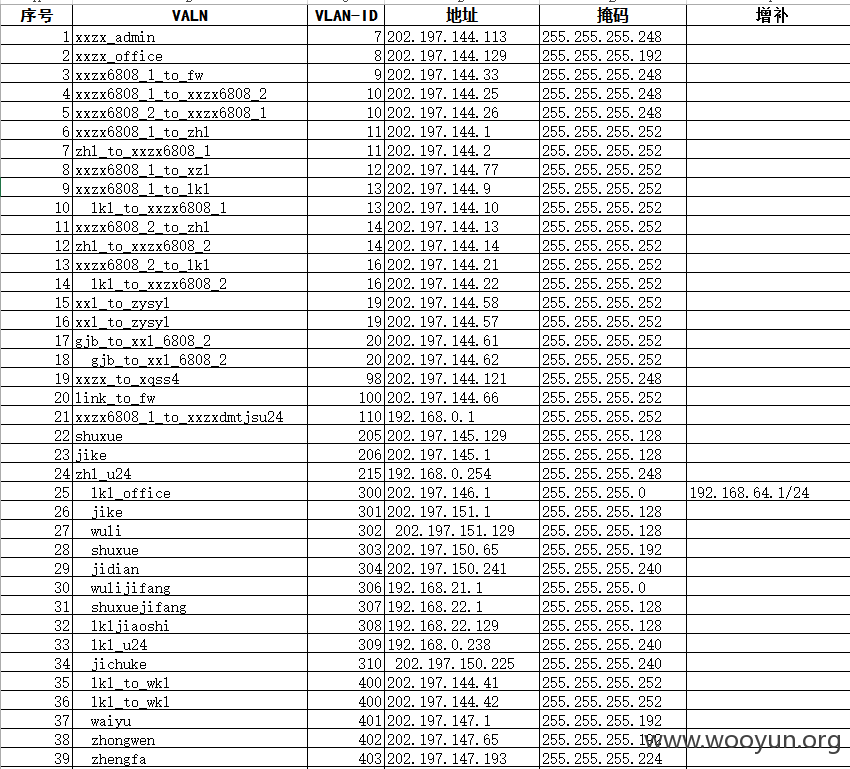 序号 VALN VLAN-ID 地址 掩码 增补
1 xxzx_admin 7 202.197.144.113 255.255.255.248
2 xxzx_office 8 202.197.144.129 255.255.255.192
3 xxzx6808_1_to_fw 9 202.197.144.33 255.255.255.248
4 xxzx6808_1_to_xxzx6808_2 10 202.197.144.25 255.255.255.248
5 xxzx6808_2_to_xxzx6808_1 10 202.197.144.26 255.255.255.248
6 xxzx6808_1_to_zhl 11 202.197.144.1 255.255.255.252
7 zhl_to_xxzx6808_1 11 202.197.144.2 255.255.255.252
8 xxzx6808_1_to_xzl 12 202.197.144.77 255.255.255.252
9 xxzx6808_1_to_lkl 13 202.197.144.9 255.255.255.252
10 lkl_to_xxzx6808_1 13 202.197.144.10 255.255.255.252
11 xxzx6808_2_to_zhl 14 202.197.144.13 255.255.255.252
12 zhl_to_xxzx6808_2 14 202.197.144.14 255.255.255.252
13 xxzx6808_2_to_lkl 16 202.197.144.21 255.255.255.252
14 lkl_to_xxzx6808_2 16 202.197.144.22 255.255.255.252
15 xxl_to_zysyl 19 202.197.144.58 255.255.255.252
16 xxl_to_zysyl 19 202.197.144.57 255.255.255.252
17 gjb_to_xxl_6808_2 20 202.197.144.61 255.255.255.252
18 gjb_to_xxl_6808_2 20 202.197.144.62 255.255.255.252
19 xxzx_to_xqss4 98 202.197.144.121 255.255.255.248
20 link_to_fw 100 202.197.144.66 255.255.255.252
21 xxzx6808_1_to_xxzxdmtjsu24 110 192.168.0.1 255.255.255.252
22 shuxue 205 202.197.145.129 255.255.255.128
23 jike 206 202.197.145.1 255.255.255.128
24 zhl_u24 215 192.168.0.254 255.255.255.248
25 lkl_office 300 202.197.146.1 255.255.255.0 192.168.64.1/24
26 jike 301 202.197.151.1 255.255.255.128
27 wuli 302 202.197.151.129 255.255.255.128
28 shuxue 303 202.197.150.65 255.255.255.192
29 jidian 304 202.197.150.241 255.255.255.240
30 wulijifang 306 192.168.21.1 255.255.255.0
31 shuxuejifang 307 192.168.22.1 255.255.255.128
32 lkljiaoshi 308 192.168.22.129 255.255.255.128
33 lkl_u24 309 192.168.0.238 255.255.255.240
34 jichuke 310 202.197.150.225 255.255.255.240
35 lkl_to_wkl 400 202.197.144.41 255.255.255.252
36 lkl_to_wkl 400 202.197.144.42 255.255.255.252
37 waiyu 401 202.197.147.1 255.255.255.192
38 zhongwen 402 202.197.147.65 255.255.255.192
39 zhengfa 403 202.197.147.193 255.255.255.224
www.wooyun.org